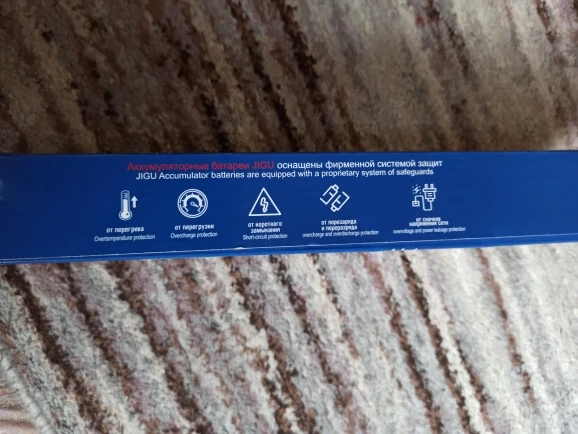 Аккумуляторные батареи JIGU оснащены фирменной системой защит
JIGU Accumulator batteries are equipped with a proprietary system of safeguards
от перегрева
Overtemperature protection
от перегрузки
Overcharge protection
от короткого
замыкания
Short-circuit protection
от перезаряда
и переразряда
overcharge and overdischarge protection
от скачков
напряжения сети
overvoltage and power leakage protection